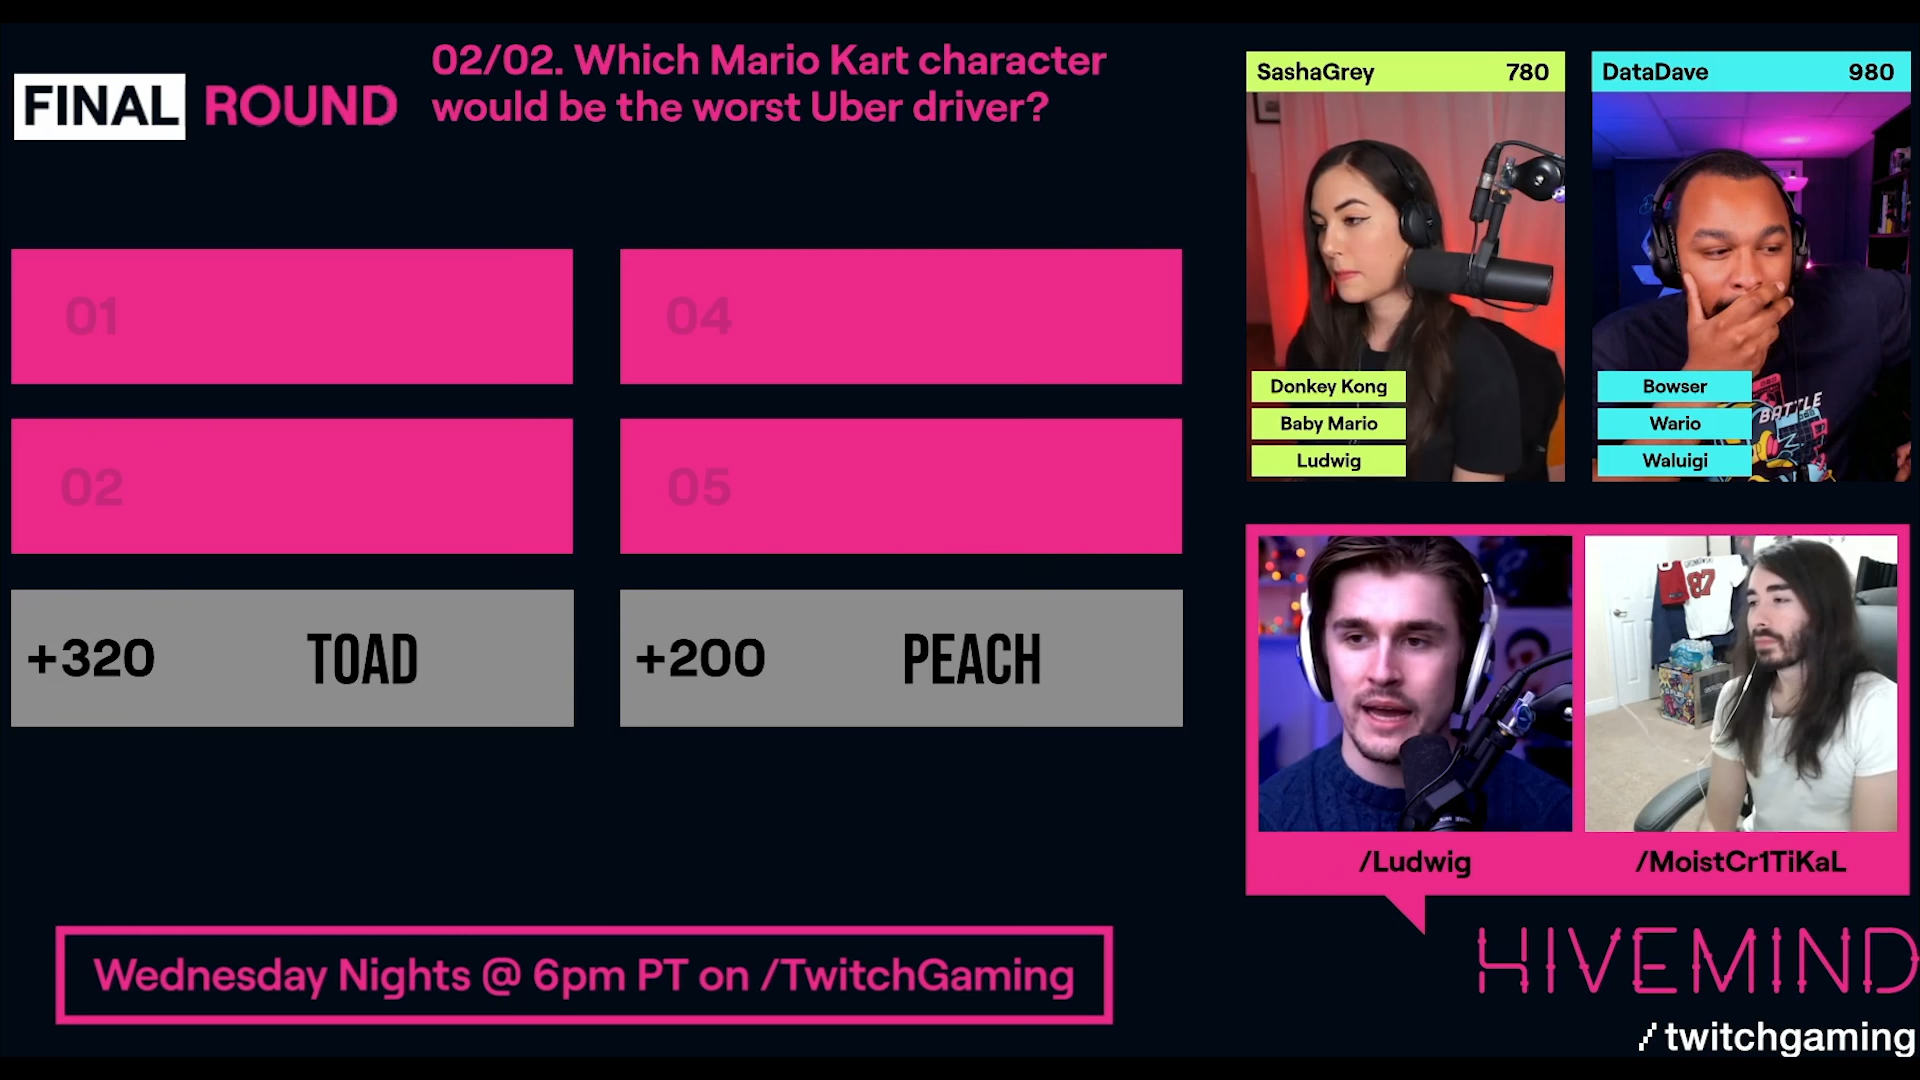 FINAL ROUND
02/02. Which Mario Kart character
would be the worst Uber driver?
01
04
02
05
+320 TOAD
+200 PEACH
Wednesday Nights @ 6pm PT on /TwitchGaming
SashaGrey 780
Donkey Kong
Baby Mario
Ludwig
DataDave 980
Bowser
Wario
Waluigi
BATTLE
87
/Ludwig
/MoistCr1TiKaL
HIVEMIND
/twitchgaming